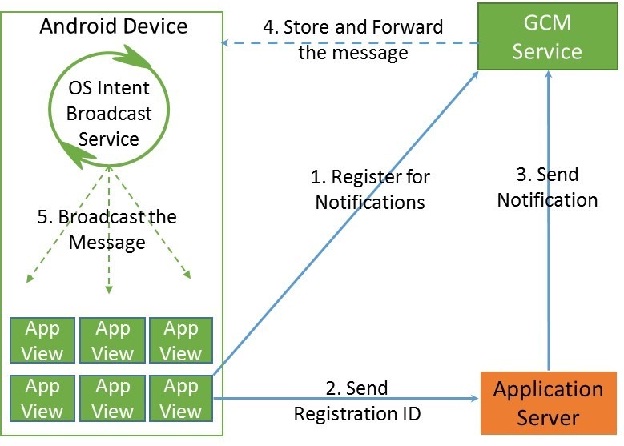 Android Device
4. Store and Forward
the message
GCM
Service
OS Intent
Broadcast
Service
1. Register for
Notifications
3. Send
Notification
5. Broadcast the
Message
App
View
App
View
App
View
App
View
App
View
App
View
2. Send
Registration ID
Application
Server